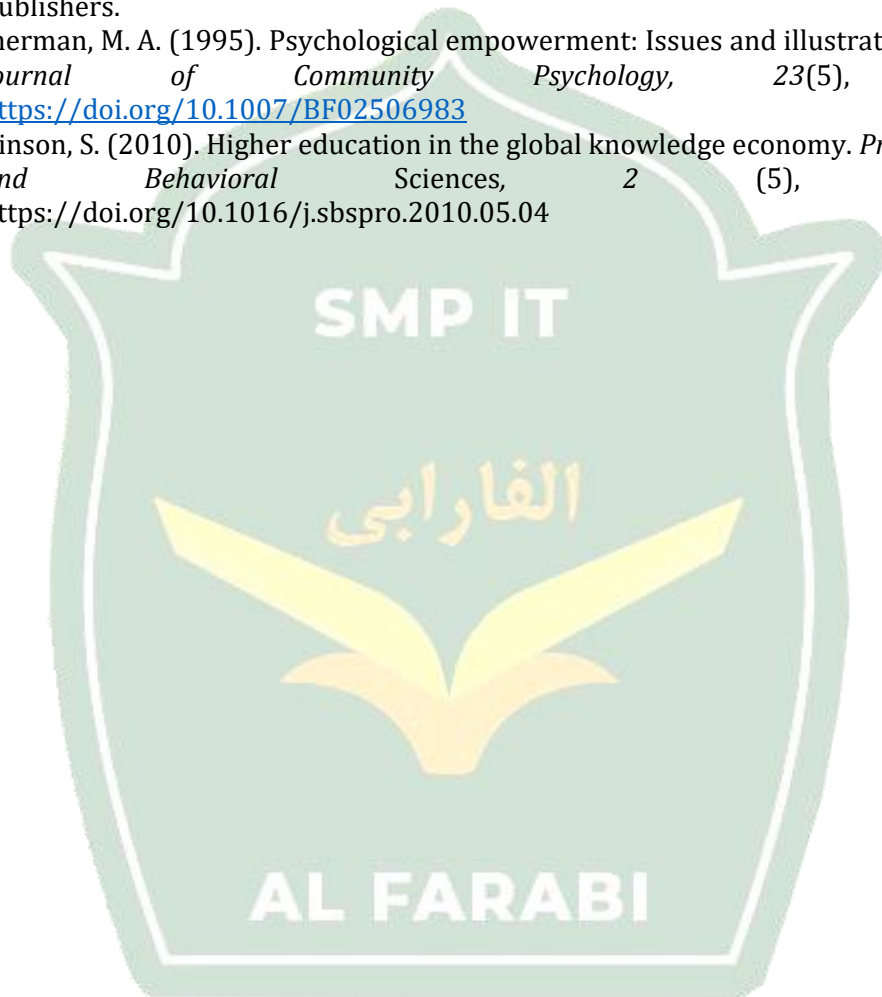 ublishers.
nerman, M. A. (1995). Psychological empowerment: Issues and illustrat
ournal of Community Psychology, 23(5),
ttps://doi.org/10.1007/BF02506983
inson, S. (2010). Higher education in the global knowledge economy. Pr
nd Behavioral Sciences, 2 (5),
ttps://doi.org/10.1016/j.sbspro.2010.05.04
SMP IT
الفارابي
AL FARABI